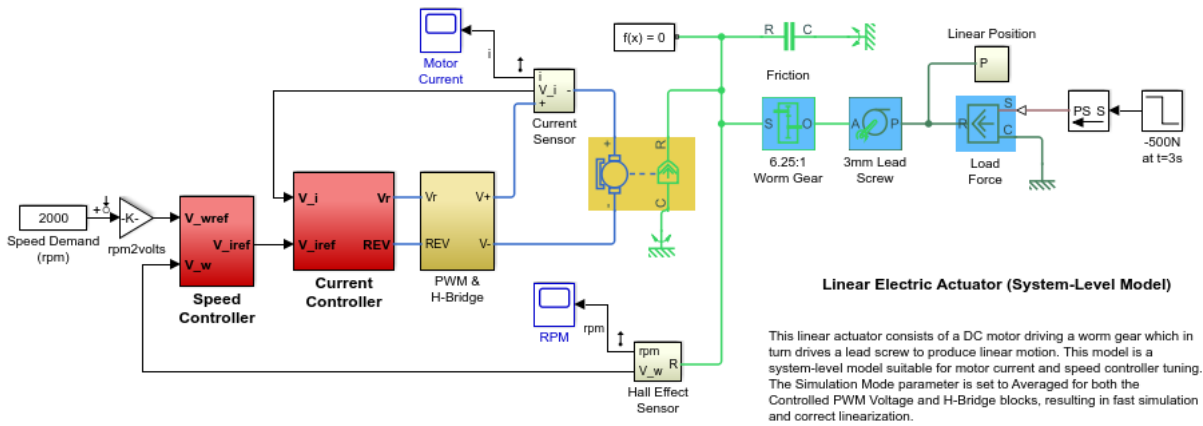 Motor
Current
i
i
V_i
+
-
Current
Sensor
f(x) = 0
R
C
Friction
Linear Position
P
S
O
6.25:1
Worm Gear
A
P
3mm Lead
Screw
R
S
C
Load
Force
PS S
-500N
at t=3s
+
-
R
C
2000
Speed Demand
(rpm)
+
-K-
rpm2volts
V_wref
V_w
V_iref
Speed
Controller
V_i
V_iref
Vr
REV
Current
Controller
Vr
REV
V+
V-
PWM &
H-Bridge
RPM
rpm
rpm
V_w
R
Hall Effect
Sensor
Linear Electric Actuator (System-Level Model)
This linear actuator consists of a DC motor driving a worm gear which in
turn drives a lead screw to produce linear motion. This model is a
system-level model suitable for motor current and speed controller tuning.
The Simulation Mode parameter is set to Averaged for both the
Controlled PWM Voltage and H-Bridge blocks, resulting in fast simulation
and correct linearization.